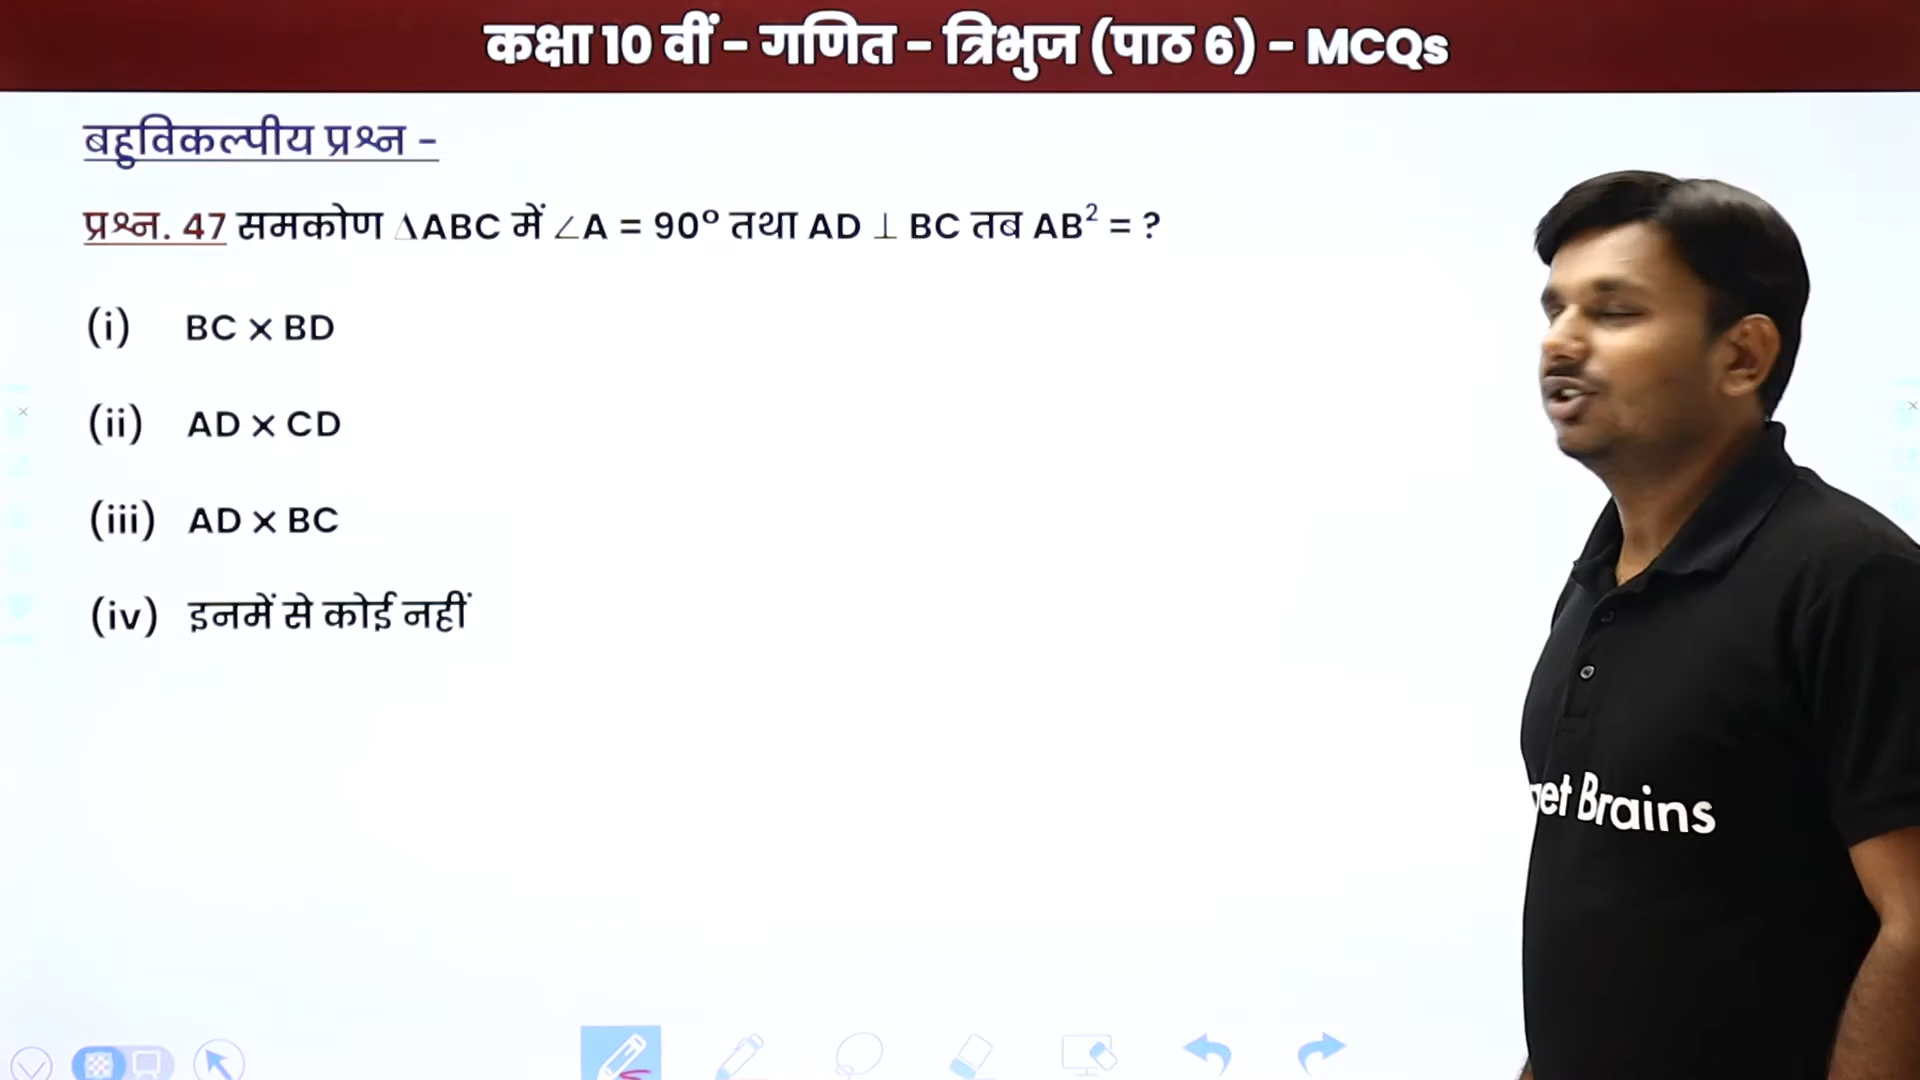 कक्षा 10 वीं - गणित - त्रिभुज (पाठ 6) - MCQs
बहुविकल्पीय प्रश्न -
प्रश्न. 47 समकोण ΔABC में ∠A = 90° तथा AD ⊥ BC तब AB² = ?
(i) BC × BD
(ii) AD × CD
(iii) AD × BC
(iv) इनमें से कोई नहीं
Brains